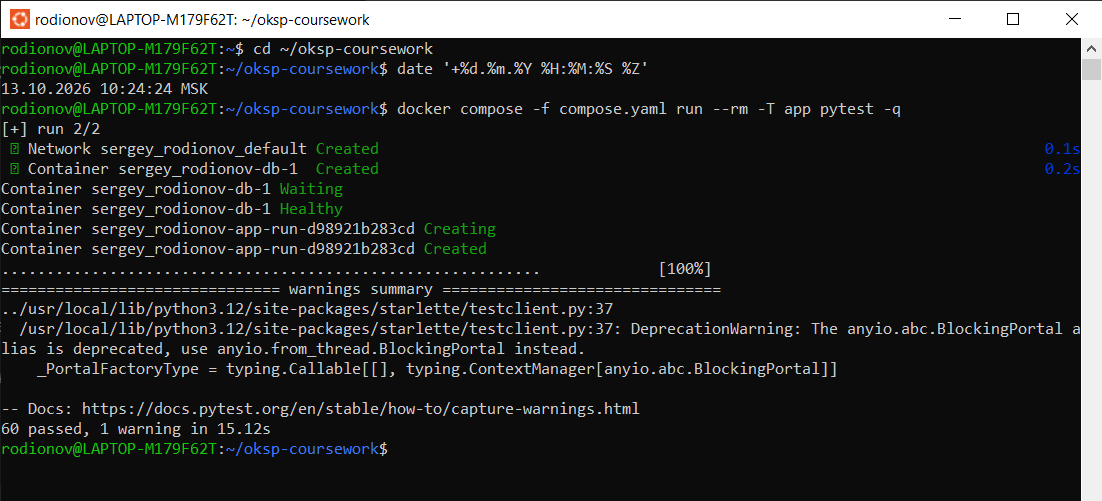 rodionov@LAPTOP-M179F62T: ~/oksp-coursework
rodionov@LAPTOP-M179F62T:~$ cd ~/oksp-coursework
rodionov@LAPTOP-M179F62T:~/oksp-coursework$ date '+%d.%m.%Y %H:%M:%S %Z'
13.10.2026 10:24:24 MSK
rodionov@LAPTOP-M179F62T:~/oksp-coursework$ docker compose -f compose.yaml run --rm -T app pytest -q
[+] run 2/2
Network sergey_rodionov_default Created 0.1s
Container sergey_rodionov-db-1 Created 0.2s
Container sergey_rodionov-db-1 Waiting
Container sergey_rodionov-db-1 Healthy
Container sergey_rodionov-app-run-d98921b283cd Creating
Container sergey_rodionov-app-run-d98921b283cd Created
............................................................ [100%]
=============================== warnings summary ===============================
../usr/local/lib/python3.12/site-packages/starlette/testclient.py:37
/usr/local/lib/python3.12/site-packages/starlette/testclient.py:37: DeprecationWarning: The anyio.abc.BlockingPortal a
lias is deprecated, use anyio.from_thread.BlockingPortal instead.
_PortalFactoryType = typing.Callable[[], typing.ContextManager[anyio.abc.BlockingPortal]]
-- Docs: https://docs.pytest.org/en/stable/how-to/capture-warnings.html
60 passed, 1 warning in 15.12s
rodionov@LAPTOP-M179F62T:~/oksp-coursework$